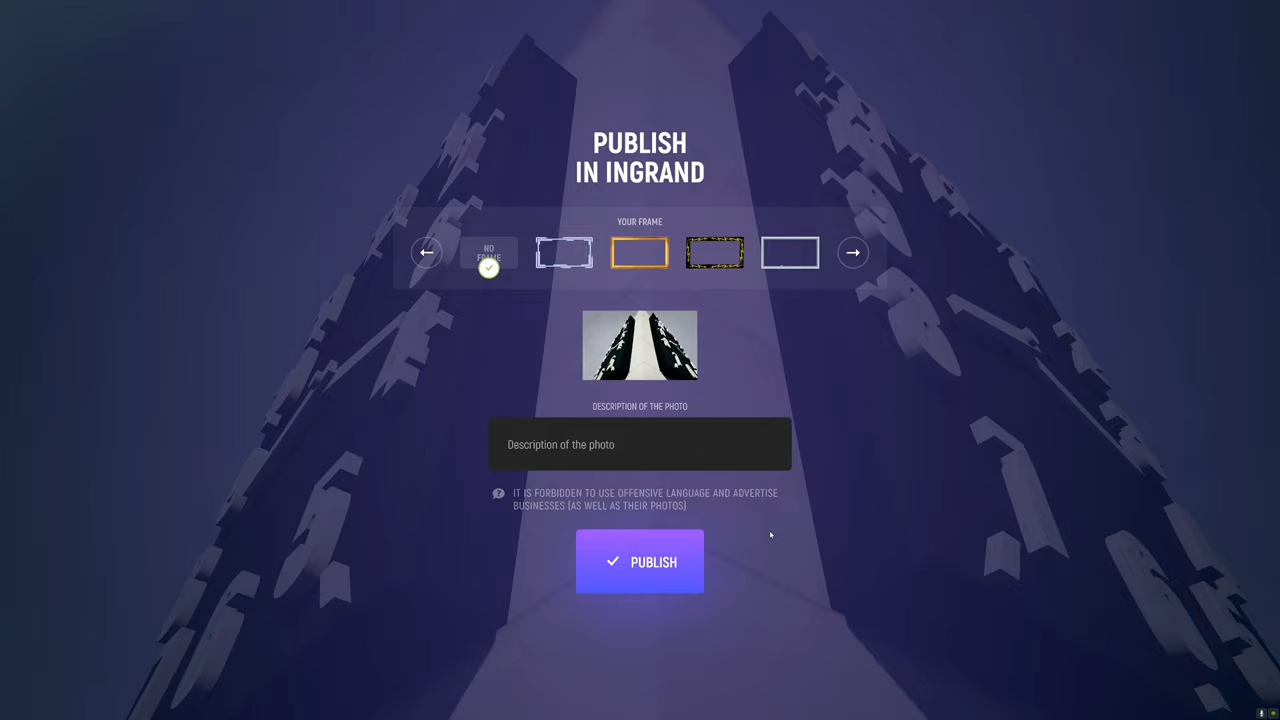 PUBLISH
IN INGRAND
YOUR FRAME
NO
FRAME
DESCRIPTION OF THE PHOTO
Description of the photo
IT IS FORBIDDEN TO USE OFFENSIVE LANGUAGE AND ADVERTISE
BUSINESSES (AS WELL AS THEIR PHOTOS)
PUBLISH